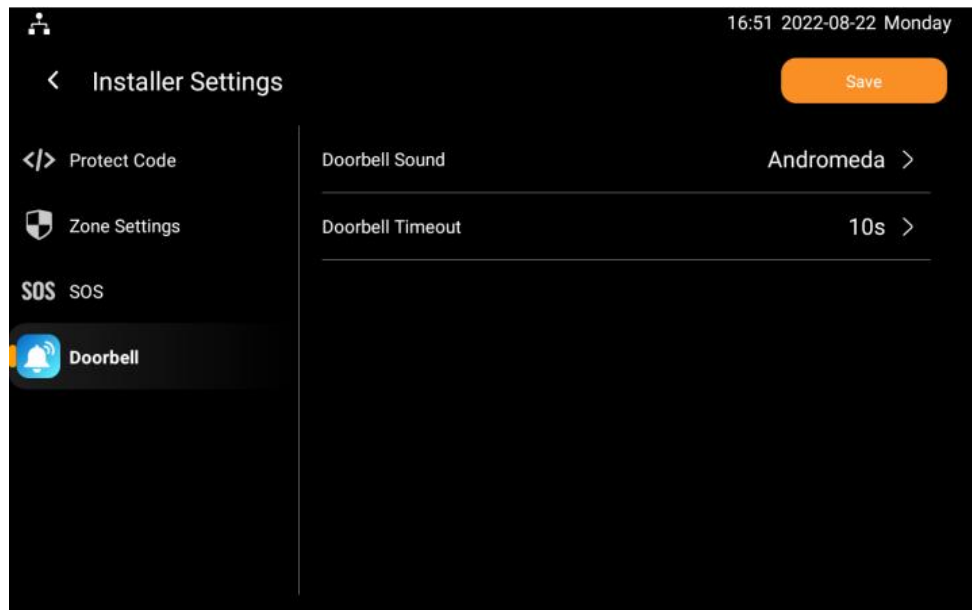 16:51 2022-08-22 Monday
Installer Settings
Save
Protect Code
Doorbell Sound
Andromeda
Zone Settings
Doorbell Timeout
10s
SOS SOS
Doorbell